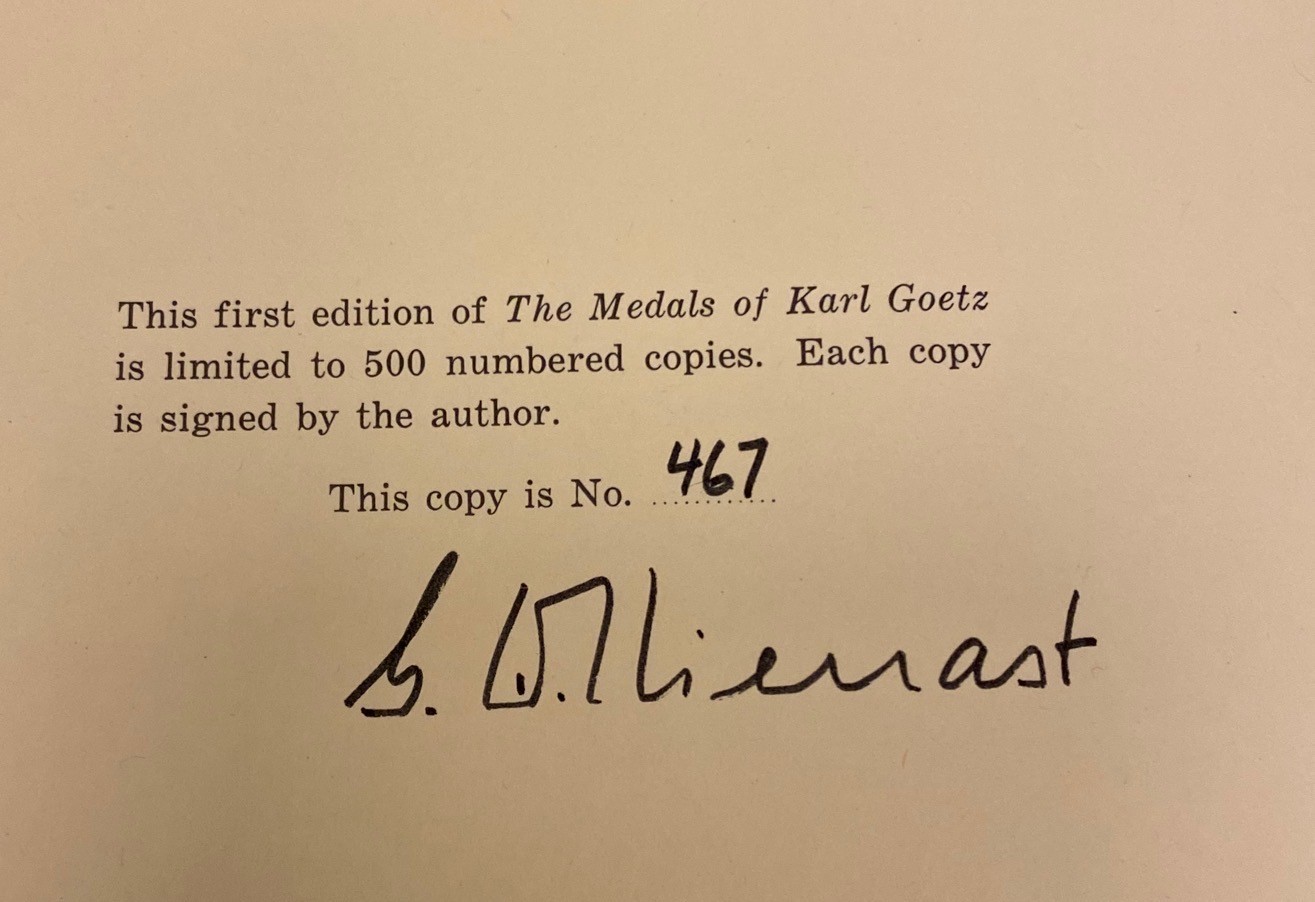 This first edition of The Medals of Karl Goetz
is limited to 500 numbered copies. Each copy
is signed by the author.
This copy is No. 467
G. W. Kienast